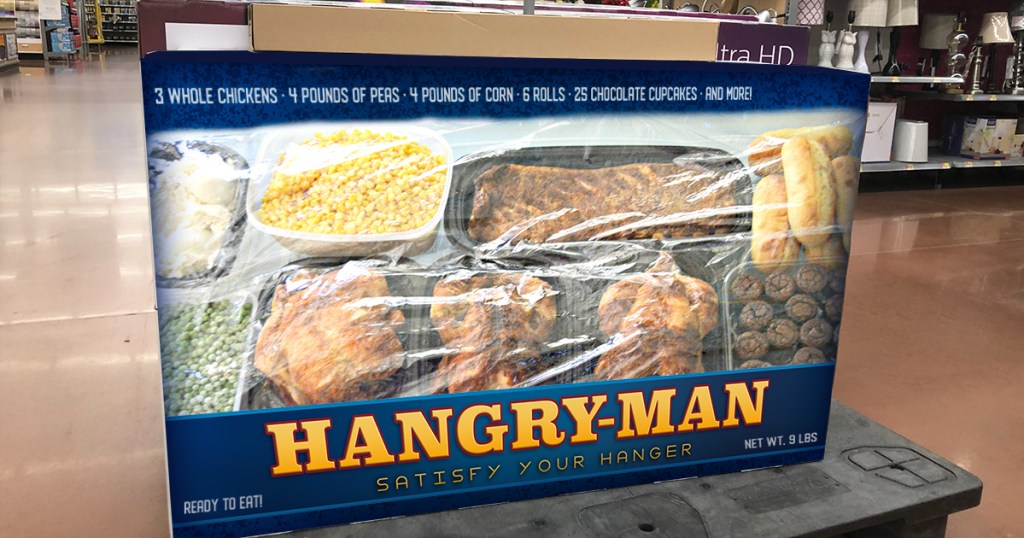 tra HD
3 WHOLE CHICKENS · 4 POUNDS OF PEAS · 4 POUNDS OF CORN · 6 ROLLS · 25 CHOCOLATE CUPCAKES · AND MORE!
HANGRY-MAN
SATISFY YOUR HANGER
NET WT. 9 LBS
READY TO EAT!